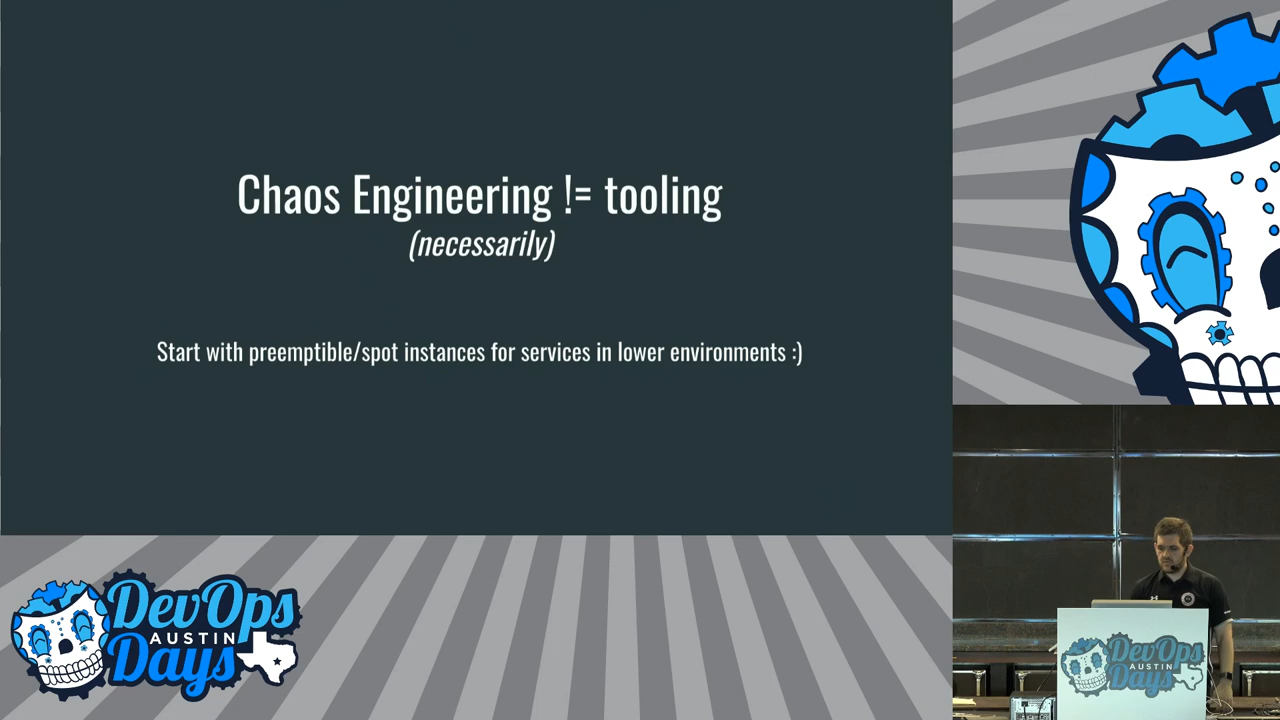 Chaos Engineering != tooling
(necessarily)
Start with preemptible/spot instances for services in lower environments :)
DevOps
AUSTIN
Days
DevOps
AUSTIN
Days